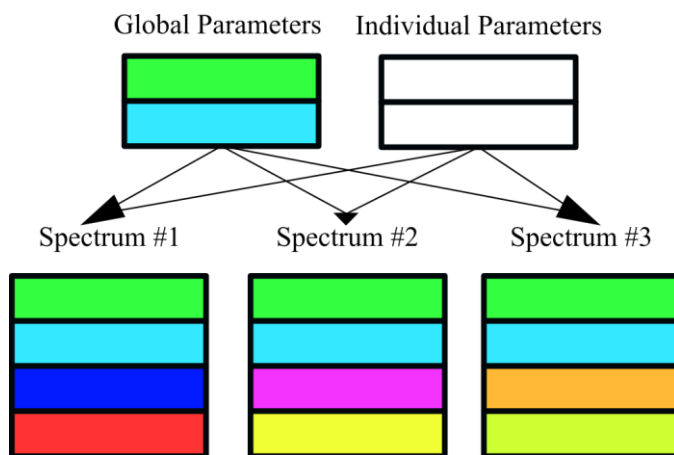 Global Parameters
Individual Parameters
Spectrum #1
Spectrum #2
Spectrum #3